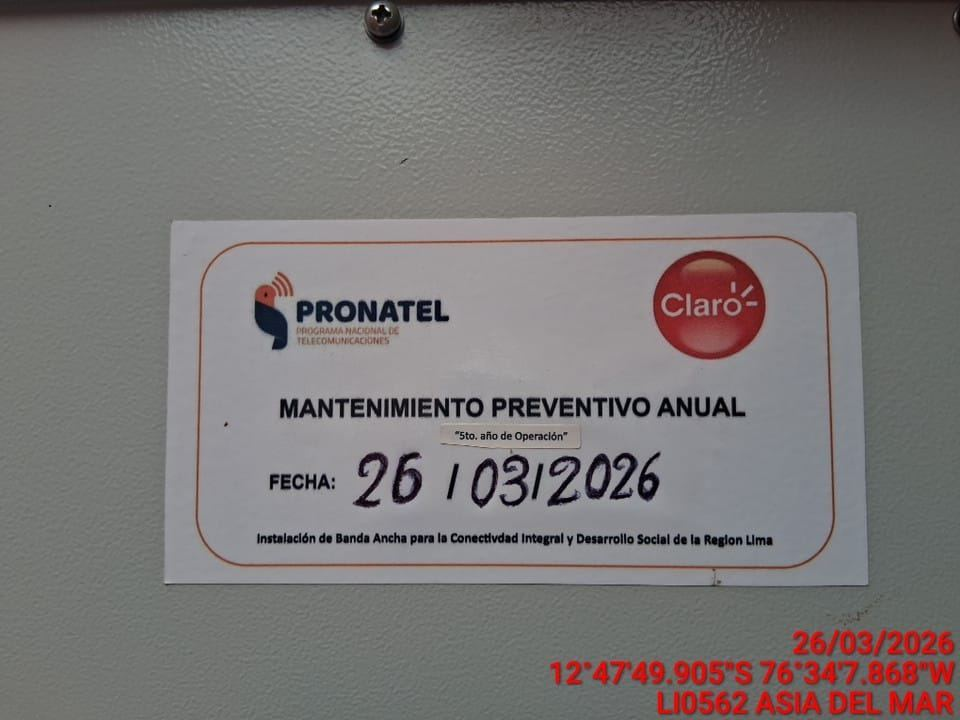 PRONATEL
PROGRAMA NACIONAL DE
TELECOMUNICACIONES
Claro
MANTENIMIENTO PREVENTIVO ANUAL
"5to. año de Operación"
FECHA: 26 / 03 / 2026
Instalación de Banda Ancha para la Conectivdad Integral y Desarrollo Social de la Region Lima
26/03/2026
12°47'49.905"S 76°34'7.868"W
LI0562 ASIA DEL MAR